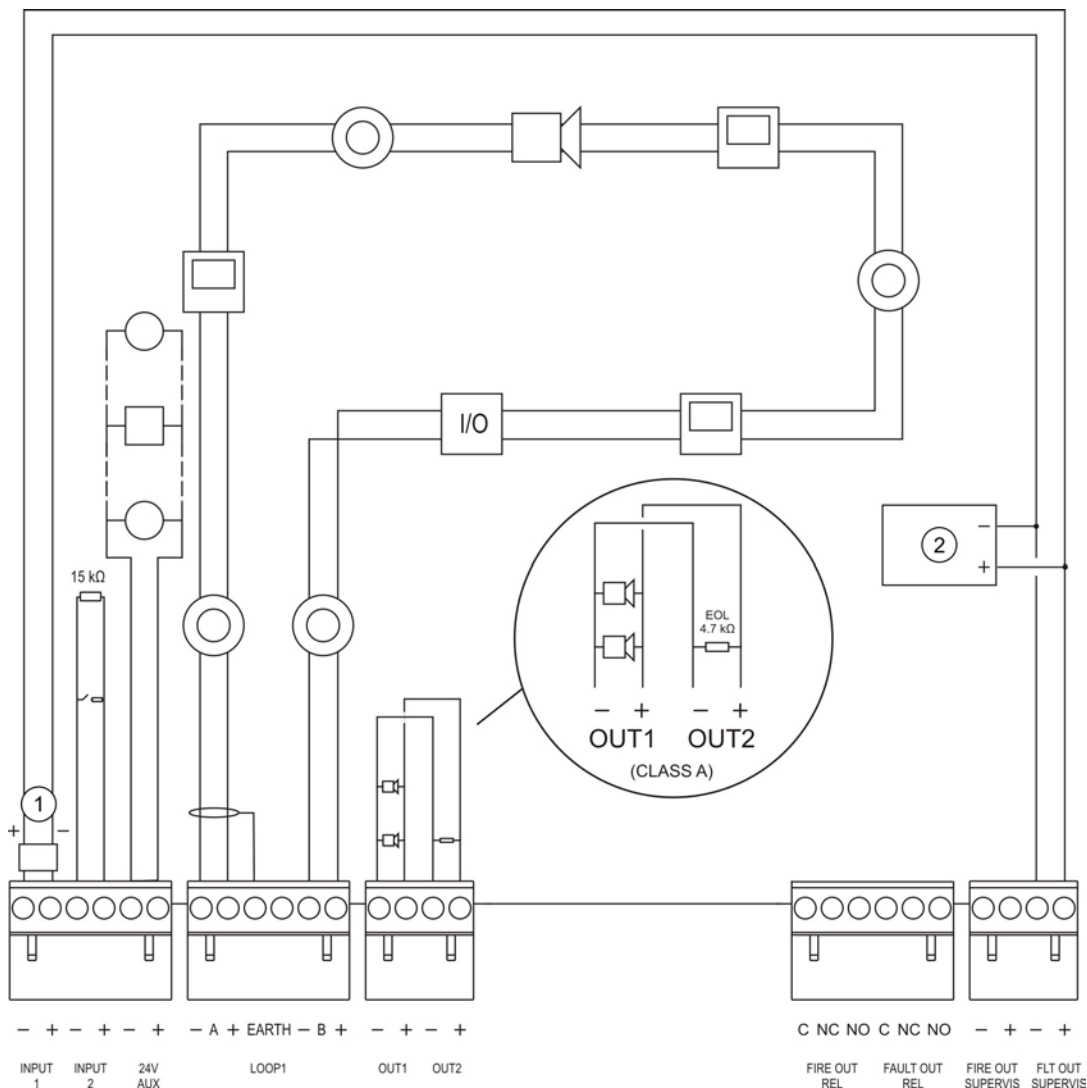 I/O
2
−
+
15 kΩ
EOL
4.7 kΩ
− + − +
OUT1 OUT2
(CLASS A)
1
+ −
− + − + − + − A + EARTH − B + − + − + C NC NO C NC NO − + − +
INPUT 1
INPUT 2
24V AUX
LOOP1
OUT1
OUT2
FIRE OUT REL
FAULT OUT REL
FIRE OUT SUPERVIS
FLT OUT SUPERVIS